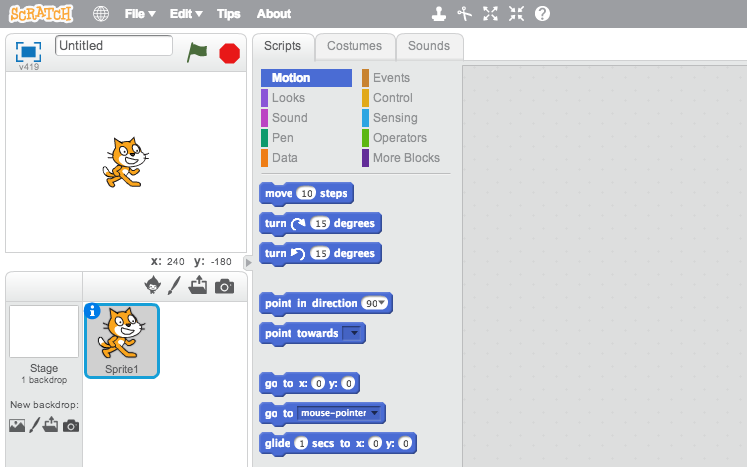 SCRATCH File Edit Tips About
Untitled
v419
Scripts Costumes Sounds
Motion Events
Looks Control
Sound Sensing
Pen Operators
Data More Blocks
move 10 steps
turn 15 degrees
turn 15 degrees
point in direction 90
point towards
go to x: 0 y: 0
go to mouse-pointer
glide 1 secs to x: 0 y: 0
x: 240 y: -180
Sprite1
Stage
1 backdrop
New backdrop: